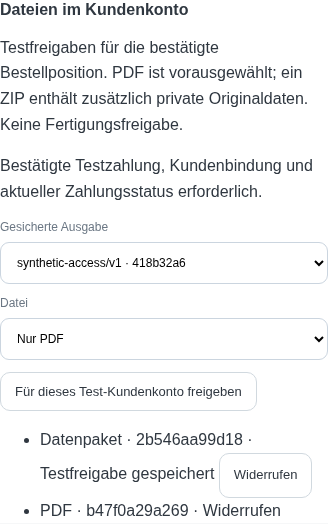 Dateien im Kundenkonto
Testfreigaben für die bestätigte
Bestellposition. PDF ist vorausgewählt; ein
ZIP enthält zusätzlich private Originaldaten.
Keine Fertigungsfreigabe.
Bestätigte Testzahlung, Kundenbindung und
aktueller Zahlungsstatus erforderlich.
Gesicherte Ausgabe
synthetic-access/v1 · 418b32a6
Datei
Nur PDF
Für dieses Test-Kundenkonto freigeben
• Datenpaket · 2b546aa99d18 ·
Testfreigabe gespeichert Widerrufen
• PDF · b47f0a29a269 · Widerrufen